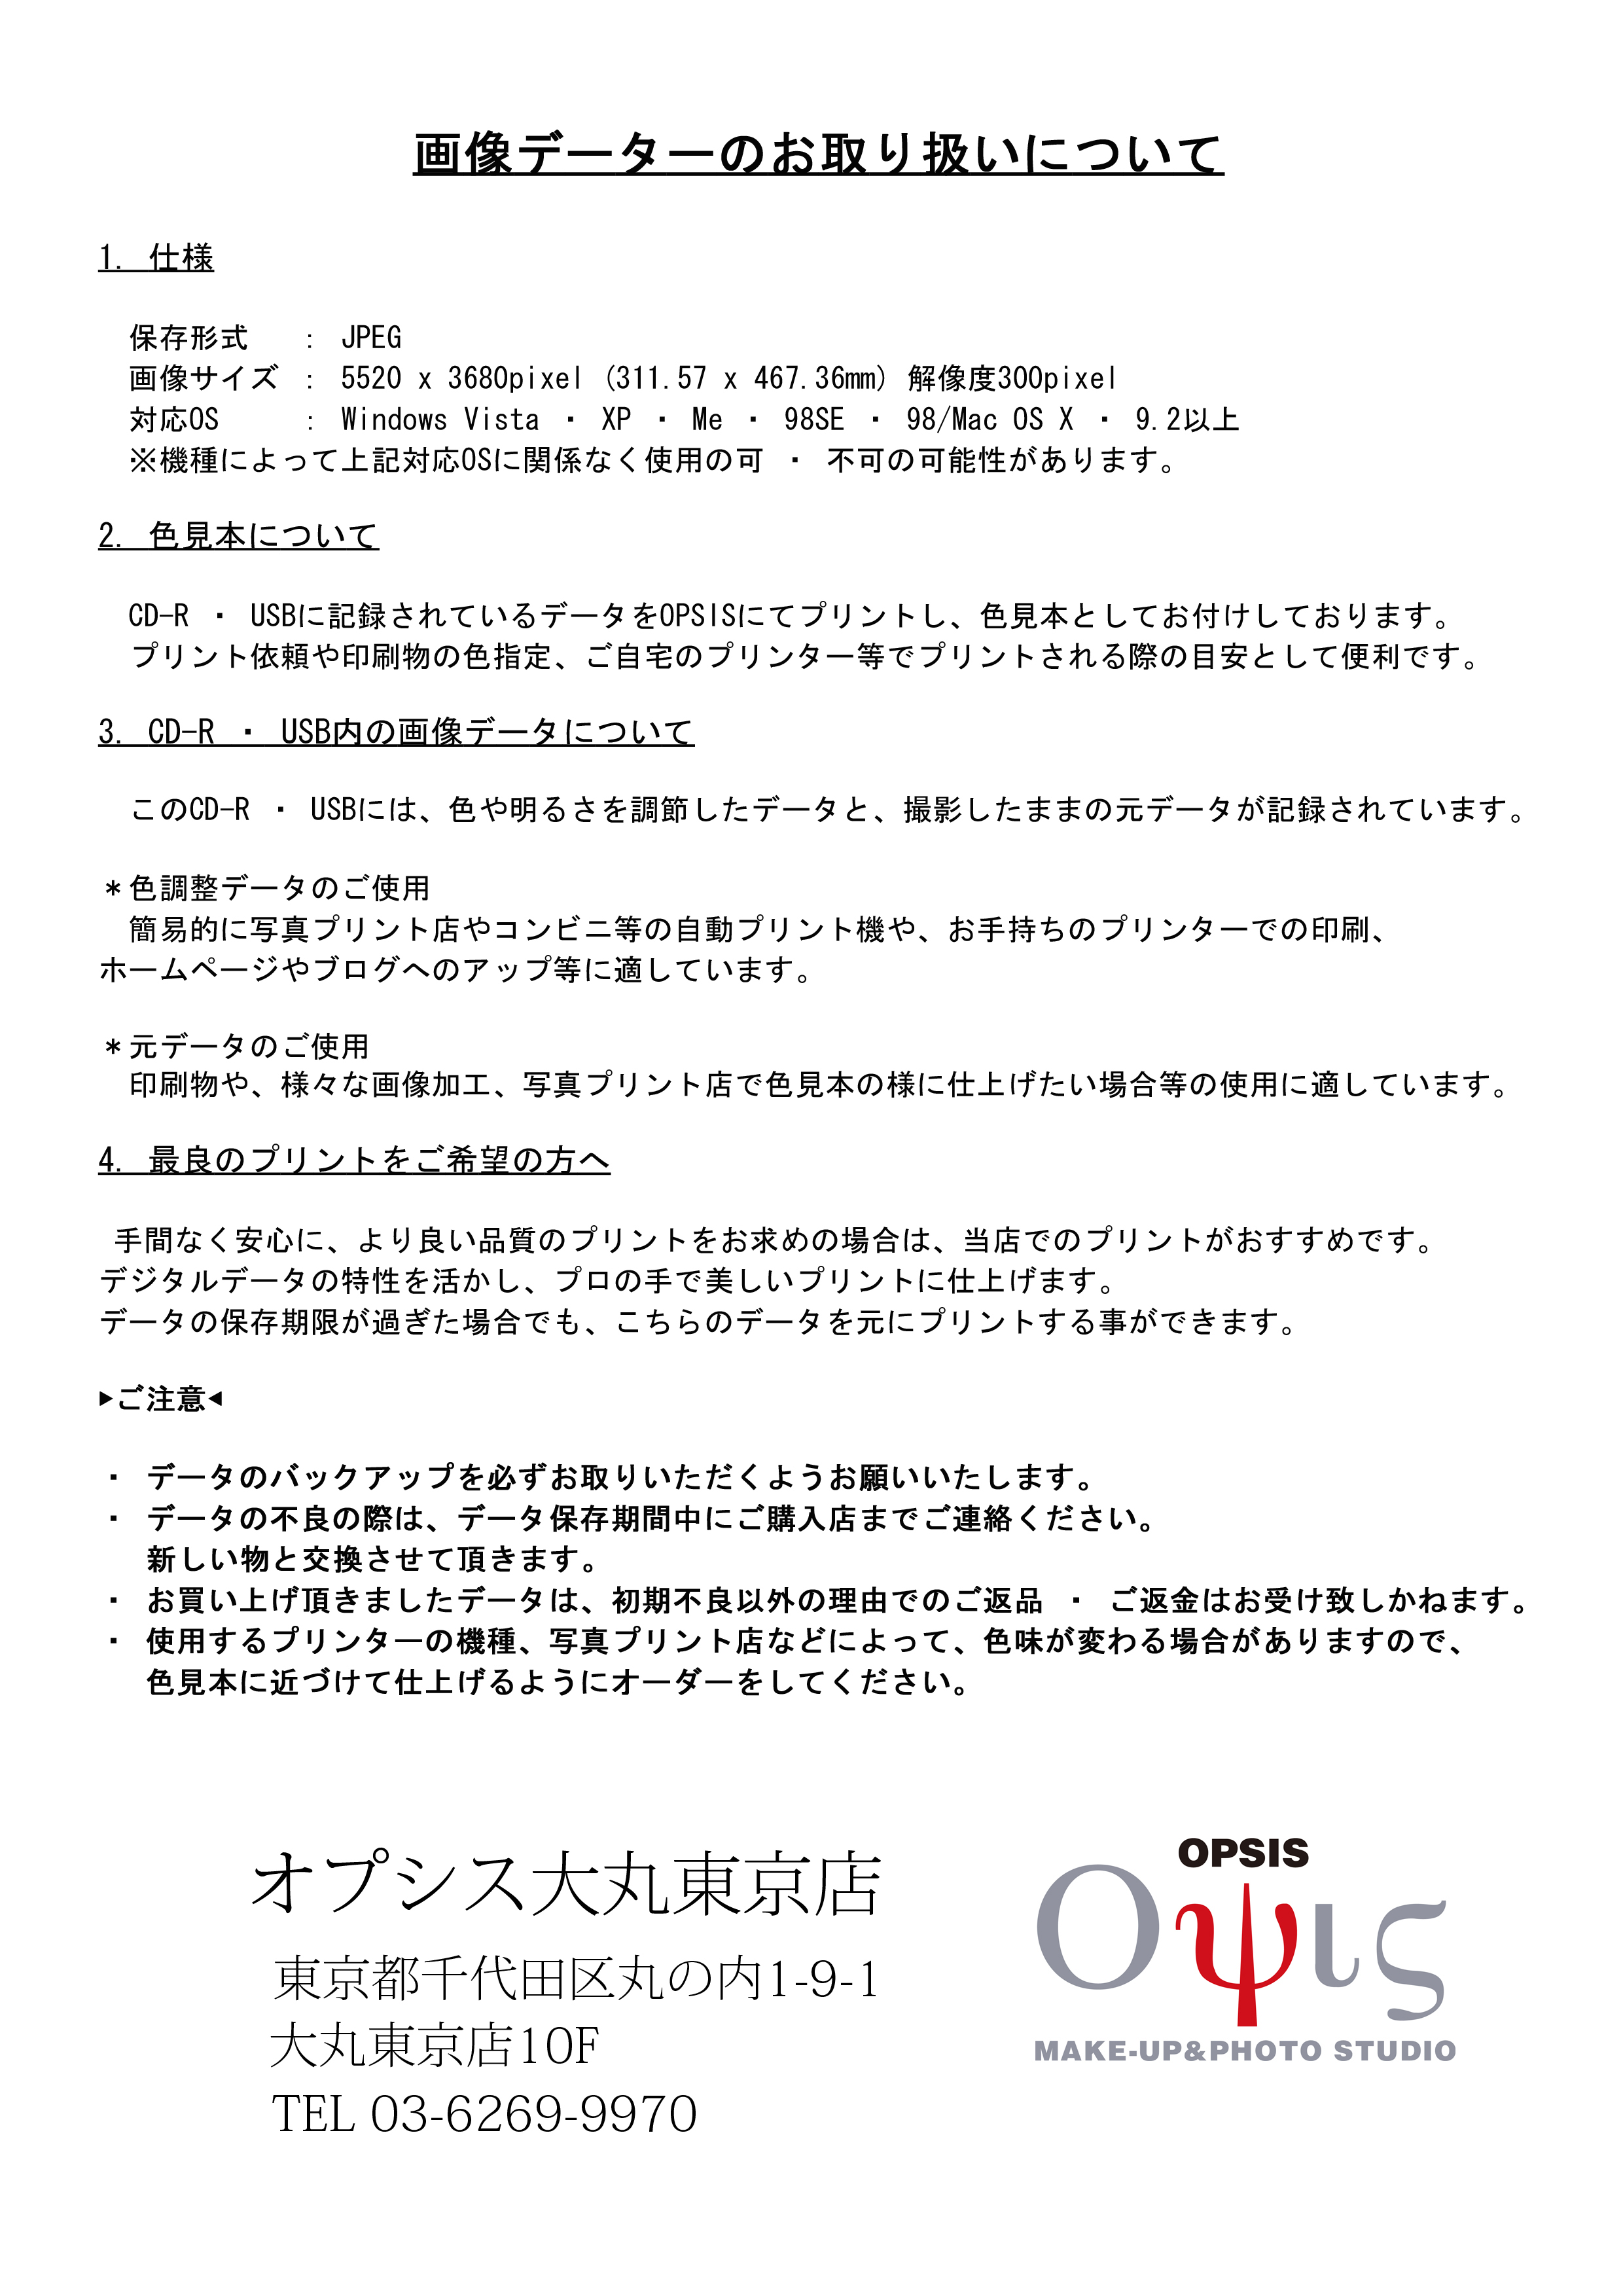 画像データーのお取り扱いについて
1. 仕様
保存形式 : JPEG
画像サイズ : 5520 x 3680pixel (311.57 x 467.36mm) 解像度300pixel
対応OS : Windows Vista ・ XP ・ Me ・ 98SE ・ 98/Mac OS X ・ 9.2以上
※機種によって上記対応OSに関係なく使用の可 ・ 不可の可能性があります。
2. 色見本について
CD-R ・ USBに記録されているデータをOPSISにてプリントし、色見本としてお付けしております。
プリント依頼や印刷物の色指定、ご自宅のプリンター等でプリントされる際の目安として便利です。
3. CD-R ・ USB内の画像データについて
このCD-R ・ USBには、色や明るさを調節したデータと、撮影したままの元データが記録されています。
＊色調整データのご使用
簡易的に写真プリント店やコンビニ等の自動プリント機や、お手持ちのプリンターでの印刷、
ホームページやブログへのアップ等に適しています。
＊元データのご使用
印刷物や、様々な画像加工、写真プリント店で色見本の様に仕上げたい場合等の使用に適しています。
4. 最良のプリントをご希望の方へ
手間なく安心に、より良い品質のプリントをお求めの場合は、当店でのプリントがおすすめです。
デジタルデータの特性を活かし、プロの手で美しいプリントに仕上げます。
データの保存期限が過ぎた場合でも、こちらのデータを元にプリントする事ができます。
▶ご注意◀
・ データのバックアップを必ずお取りいただくようお願いいたします。
・ データの不良の際は、データ保存期間中にご購入店までご連絡ください。
新しい物と交換させて頂きます。
・ お買い上げ頂きましたデータは、初期不良以外の理由でのご返品 ・ ご返金はお受け致しかねます。
・ 使用するプリンターの機種、写真プリント店などによって、色味が変わる場合がありますので、
色見本に近づけて仕上げるようにオーダーをしてください。
オプシス大丸東京店
東京都千代田区丸の内1-9-1
大丸東京店10F
TEL 03-6269-9970
OPSIS
Οψις
MAKE-UP&PHOTO STUDIO